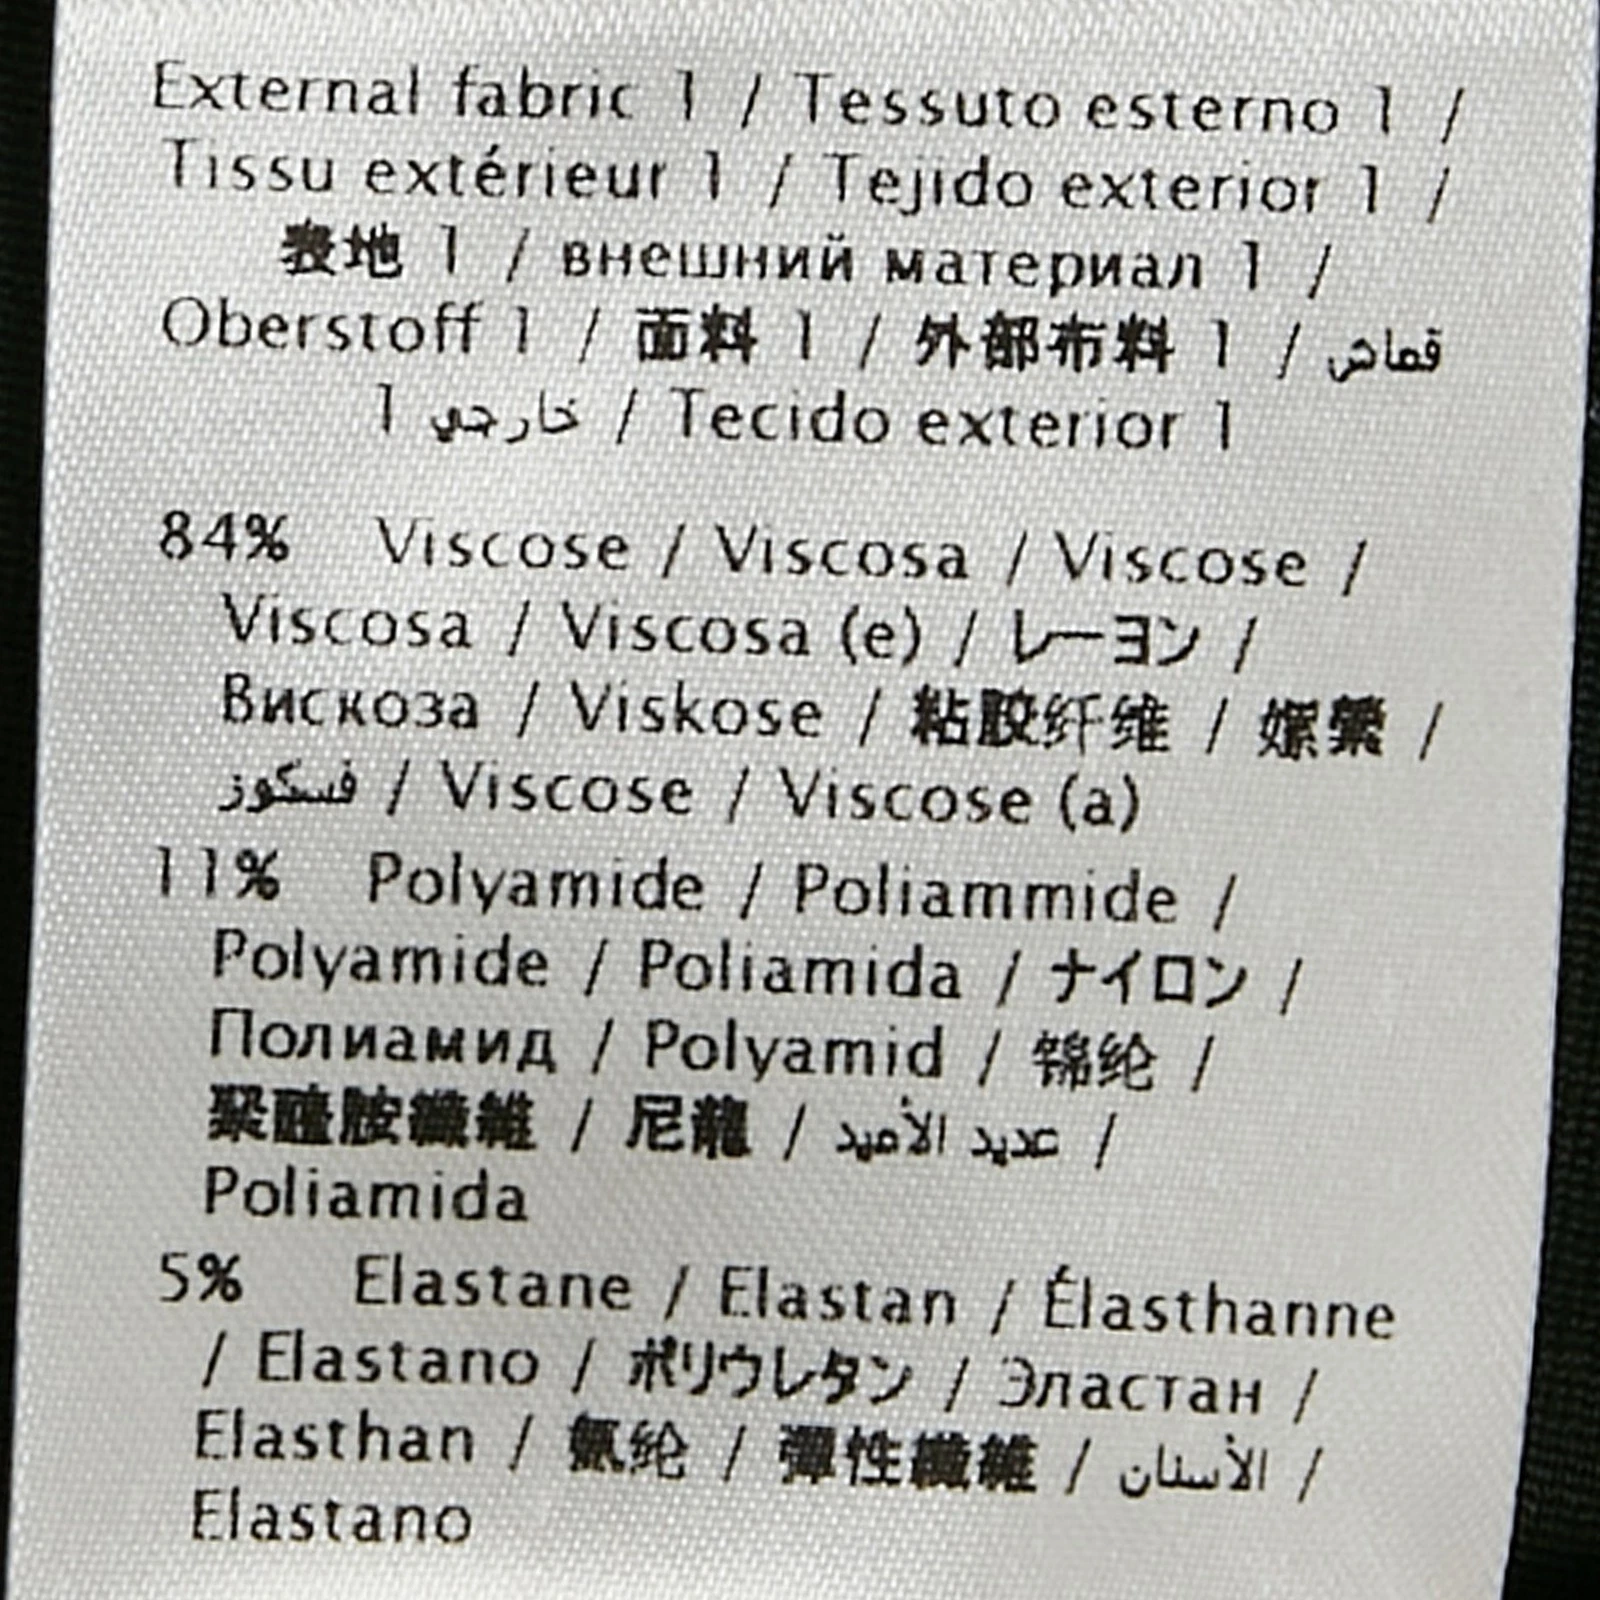 External fabric 1 / Tessuto esterno 1 /
Tissu extérieur 1 / Tejido exterior 1 /
表地 1 / внешний материал 1 /
Oberstoff 1 / 面料 1 / 外部布料 1 / قماش
خارجي 1 / Tecido exterior 1
84% Viscose / Viscosa / Viscose /
Viscosa / Viscosa (e) / レーヨン /
Вискоза / Viskose / 粘胶纤维 / 嫘縈 /
فسكوز / Viscose / Viscose (a)
11% Polyamide / Poliammide /
Polyamide / Poliamida / ナイロン /
Полиамид / Polyamid / 锦纶 /
聚醯胺纖維 / 尼龍 / عديد الأميد /
Poliamida
5% Elastane / Elastan / Élasthanne
/ Elastano / ポリウレタン / Эластан /
Elasthan / 氨纶 / 彈性纖維 / الأستان /
Elastano